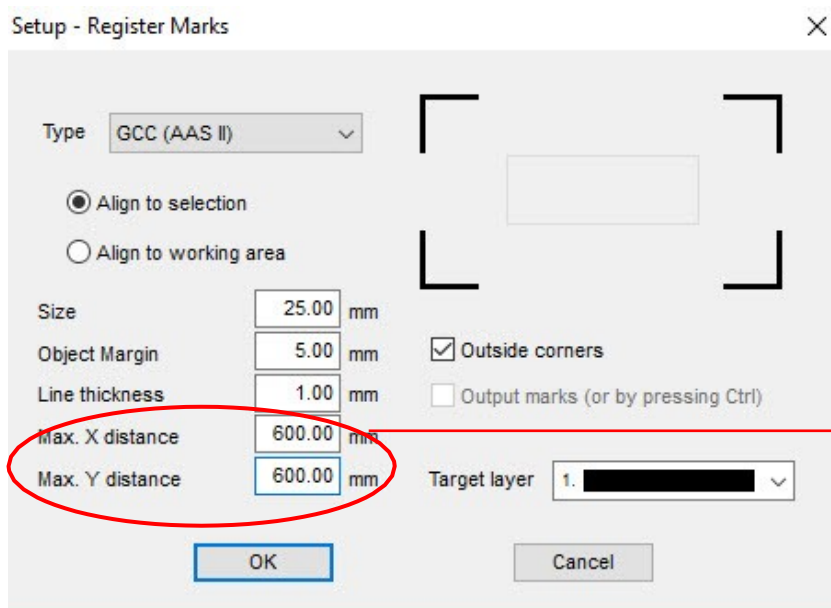 Setup - Register Marks
Type GCC (AAS II)
Align to selection
Align to working area
Size 25.00 mm
Object Margin 5.00 mm
Outside corners
Line thickness 1.00 mm
Output marks (or by pressing Ctrl)
Max. X distance 600.00 mm
Max. Y distance 600.00 mm
Target layer 1.
OK Cancel